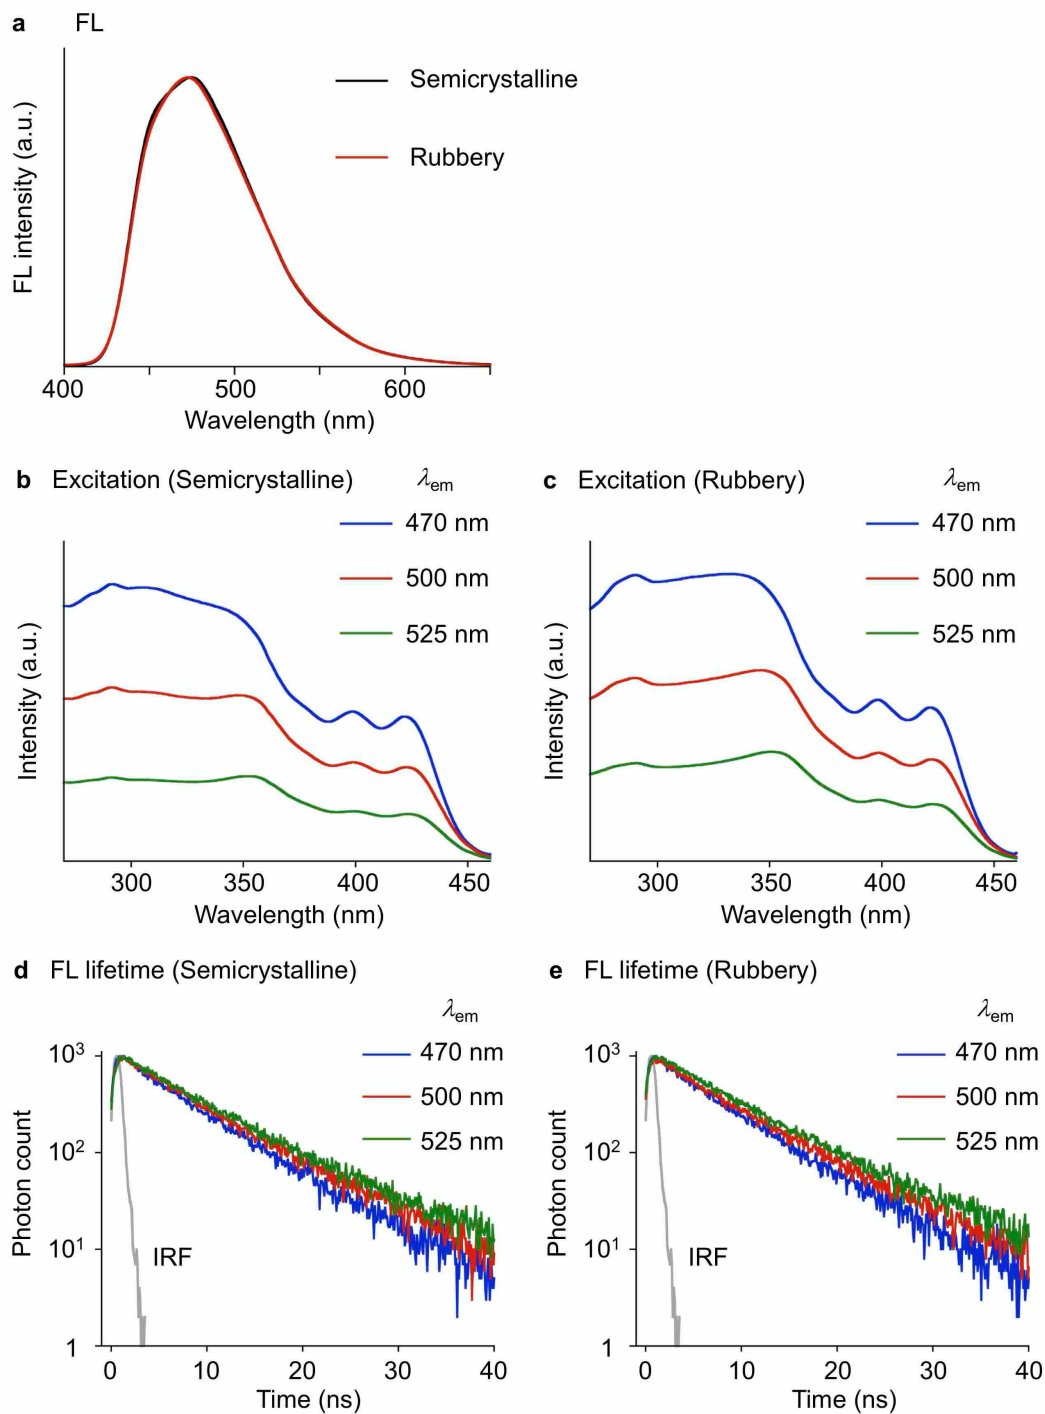 a FL
FL intensity (a.u.)
Semicrystalline
Rubbery
400 500 600
Wavelength (nm)
b Excitation (Semicrystalline) λem
470 nm
500 nm
525 nm
Intensity (a.u.)
300 350 400 450
Wavelength (nm)
c Excitation (Rubbery) λem
470 nm
500 nm
525 nm
Intensity (a.u.)
300 350 400 450
Wavelength (nm)
d FL lifetime (Semicrystalline)
λem
470 nm
500 nm
525 nm
Photon count
10³
10²
10¹
1
IRF
0 10 20 30 40
Time (ns)
e FL lifetime (Rubbery)
λem
470 nm
500 nm
525 nm
Photon count
10³
10²
10¹
1
IRF
0 10 20 30 40
Time (ns)